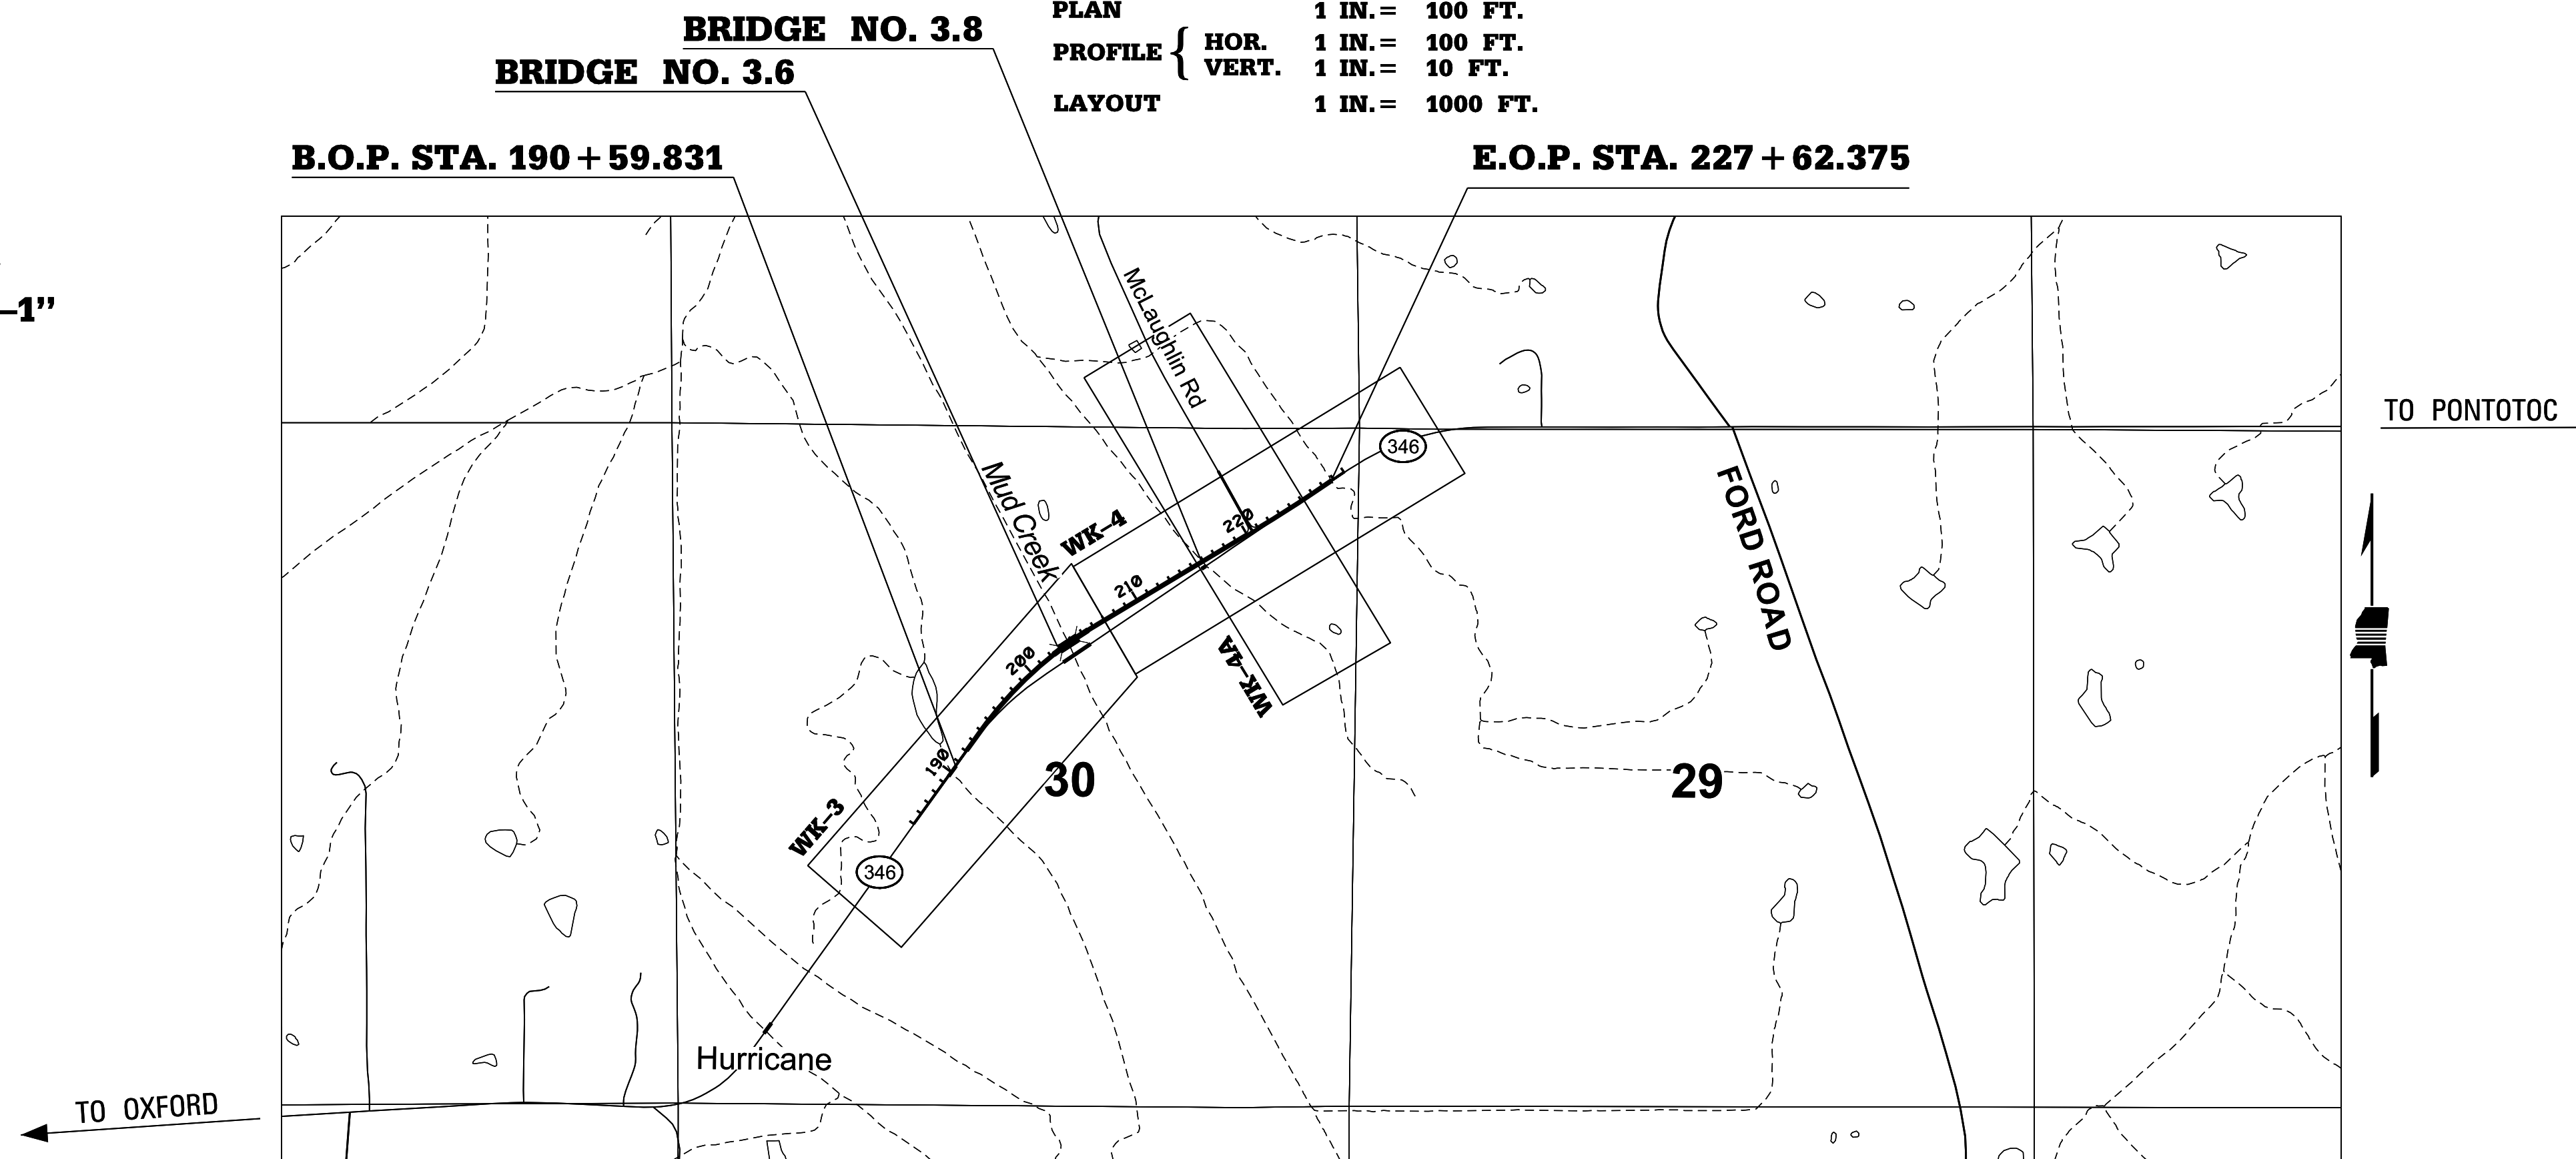 PLAN 1 IN. = 100 FT.
BRIDGE NO. 3.8
PROFILE { HOR. 1 IN. = 100 FT.
VERT. 1 IN. = 10 FT.
BRIDGE NO. 3.6
LAYOUT 1 IN. = 1000 FT.
B.O.P. STA. 190+59.831
E.O.P. STA. 227+62.375
–1”
McLaughlin Rd
TO PONTOTOC
346
Mud Creek
FORD ROAD
WK–4
220
210
200
WK–4A
190
30
29
WK–3
346
Hurricane
TO OXFORD